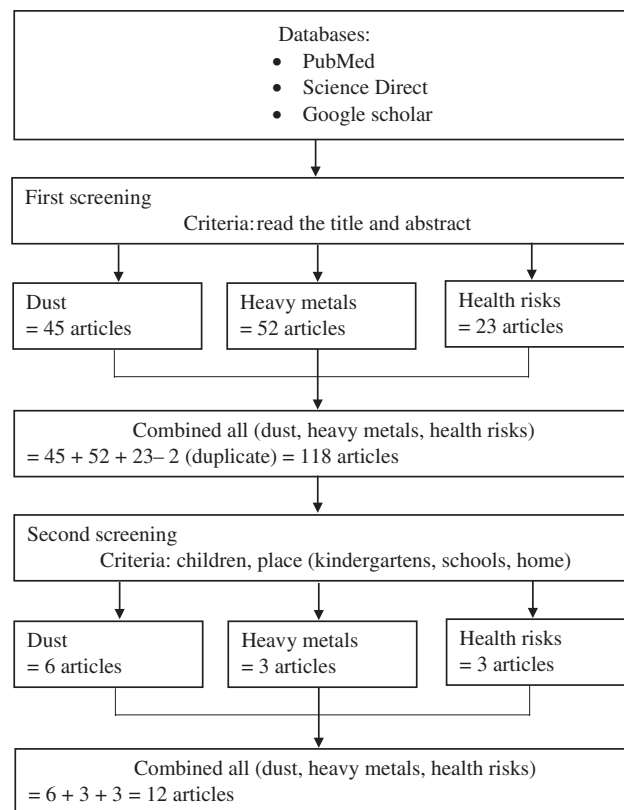 Databases:
• PubMed
• Science Direct
• Google scholar
First screening
Criteria: read the title and abstract
Dust
= 45 articles
Heavy metals
= 52 articles
Health risks
= 23 articles
Combined all (dust, heavy metals, health risks)
= 45 + 52 + 23– 2 (duplicate) = 118 articles
Second screening
Criteria: children, place (kindergartens, schools, home)
Dust
= 6 articles
Heavy metals
= 3 articles
Health risks
= 3 articles
Combined all (dust, heavy metals, health risks)
= 6 + 3 + 3 = 12 articles